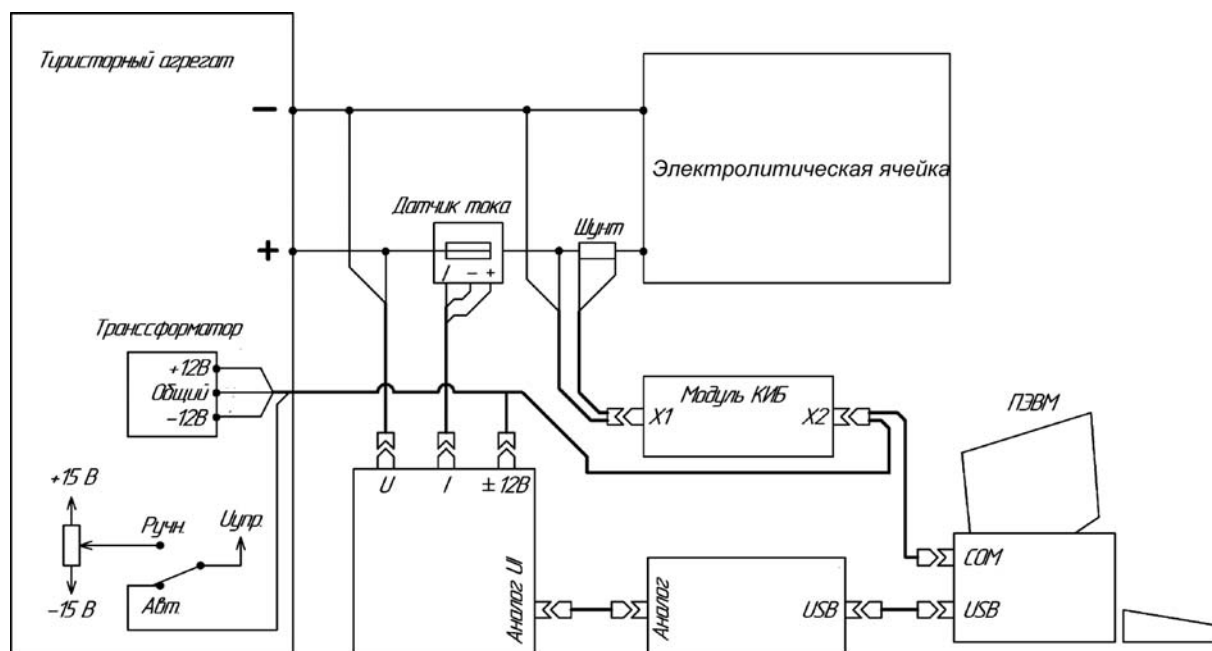 Тиристорный агрегат
−
Электролитическая ячейка
Датчик тока
Шунт
+
I − +
Транссформатор
+12В
Общий
−12В
Модуль КИБ
X1
X2
ПЭВМ
+15 В
Ручн.
Uупр.
−15 В
Авт.
U
I
± 12В
Аналог UI
Аналог
USB
COM
USB